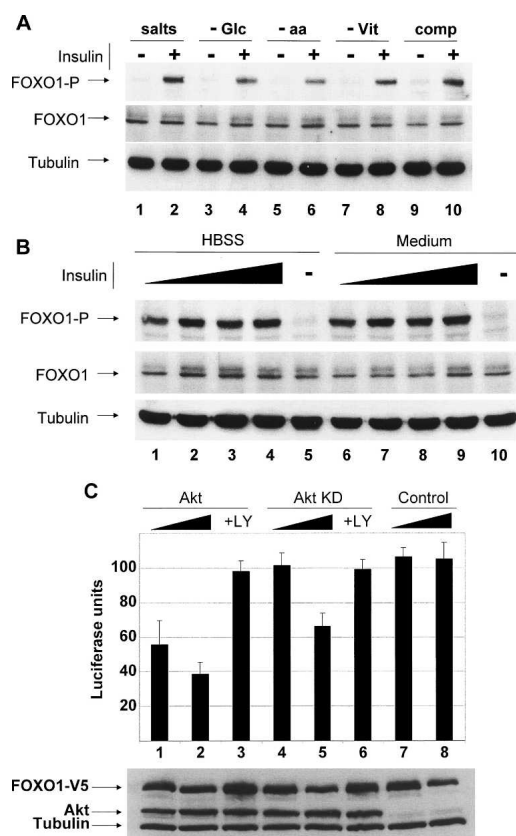 A
salts - Glc - aa - Vit comp
Insulin - + - + - + - + - +
FOXO1-P
FOXO1
Tubulin
1 2 3 4 5 6 7 8 9 10
B
HBSS Medium
Insulin - -
FOXO1-P
FOXO1
Tubulin
1 2 3 4 5 6 7 8 9 10
C
Akt Akt KD Control
+LY +LY
Luciferase units
100
80
60
40
20
1 2 3 4 5 6 7 8
FOXO1-V5
Akt
Tubulin